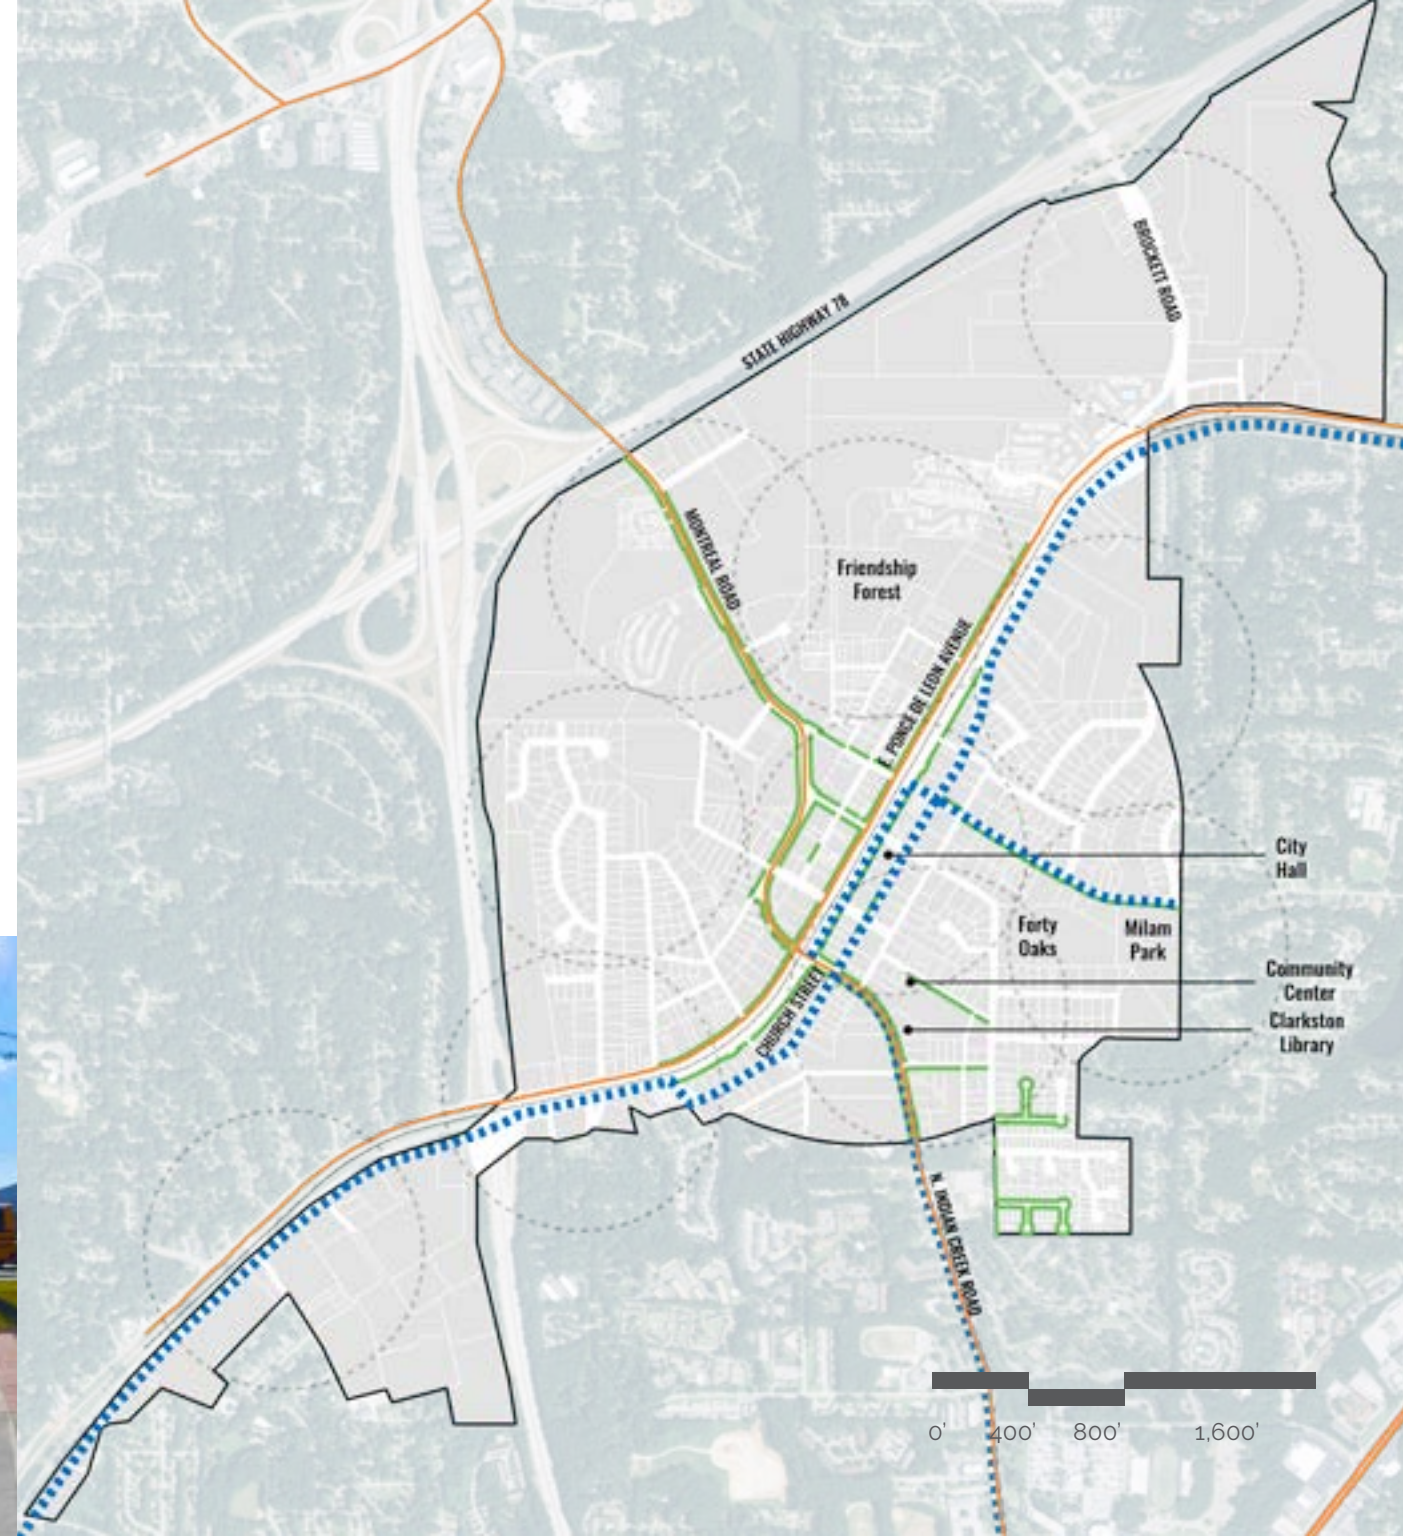 BROCKETT ROAD
STATE HIGHWAY 78
MONTREAL ROAD
Friendship
Forest
E. PONCE DE LEON AVENUE
City
Hall
Forty
Oaks
Milam
Park
Community
Center
CHURCH STREET
Clarkston
Library
N. INDIAN CREEK ROAD
0' 400' 800' 1,600'